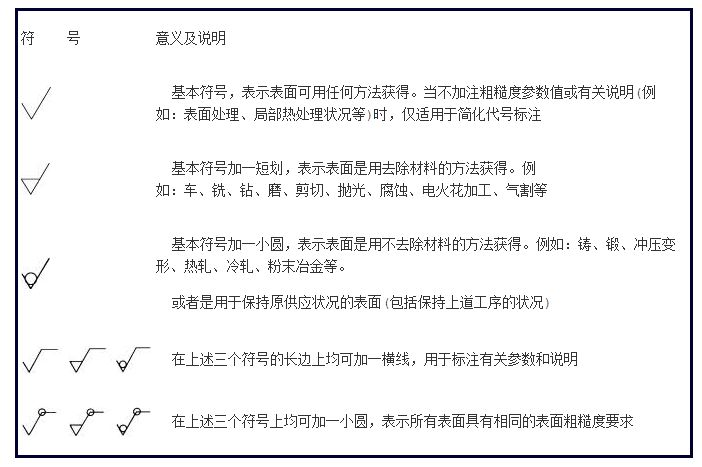 符 号 意义及说明
基本符号，表示表面可用任何方法获得。当不加注粗糙度参数值或有关说明(例
如：表面处理、局部热处理状况等)时，仅适用于简化代号标注
基本符号加一短划，表示表面是用去除材料的方法获得。例
如：车、铣、钻、磨、剪切、抛光、腐蚀、电火花加工、气割等
基本符号加一小圆，表示表面是用不去除材料的方法获得。例如：铸、锻、冲压变
形、热轧、冷轧、粉末冶金等。
或者是用于保持原供应状况的表面(包括保持上道工序的状况)
在上述三个符号的长边上均可加一横线，用于标注有关参数和说明
在上述三个符号上均可加一小圆，表示所有表面具有相同的表面粗糙度要求